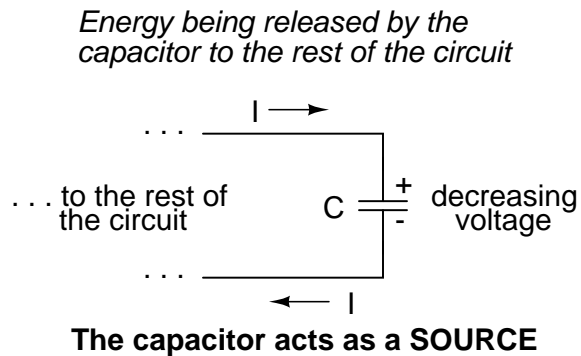 Energy being released by the
capacitor to the rest of the circuit
I
. . .
. . . to the rest of
the circuit
C
+
-
decreasing
voltage
. . .
I
The capacitor acts as a SOURCE